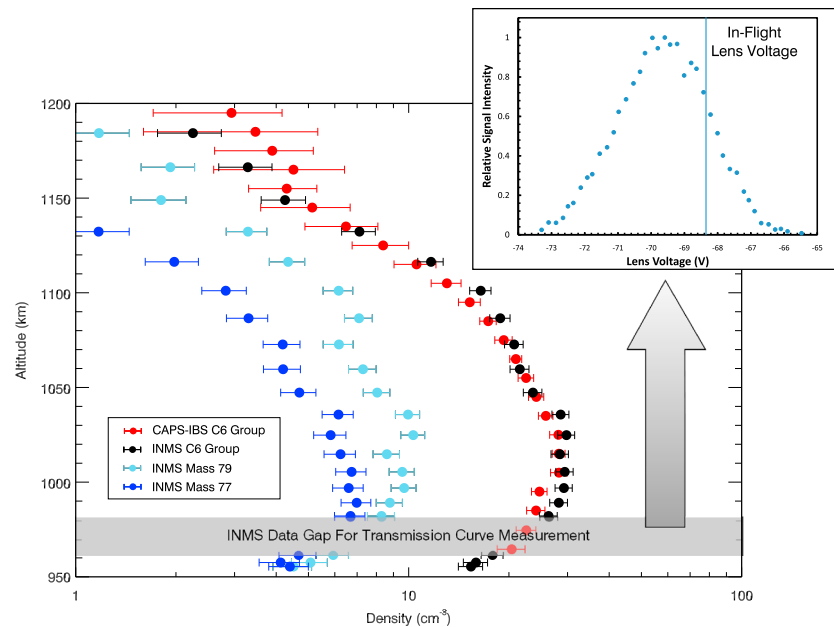 In-Flight
Lens Voltage
Relative Signal Intensity
1
0.8
0.6
0.4
0.2
0
-74 -73 -72 -71 -70 -69 -68 -67 -66 -65
Lens Voltage (V)
Altitude (km)
1200
1150
1100
1050
1000
950
CAPS-IBS C6 Group
INMS C6 Group
INMS Mass 79
INMS Mass 77
INMS Data Gap For Transmission Curve Measurement
1 10 100
Density (cm⁻³)